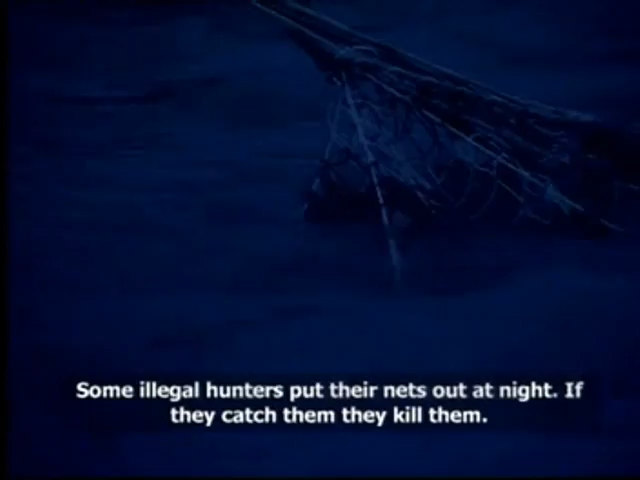 Some illegal hunters put their nets out at night. If
they catch them they kill them.